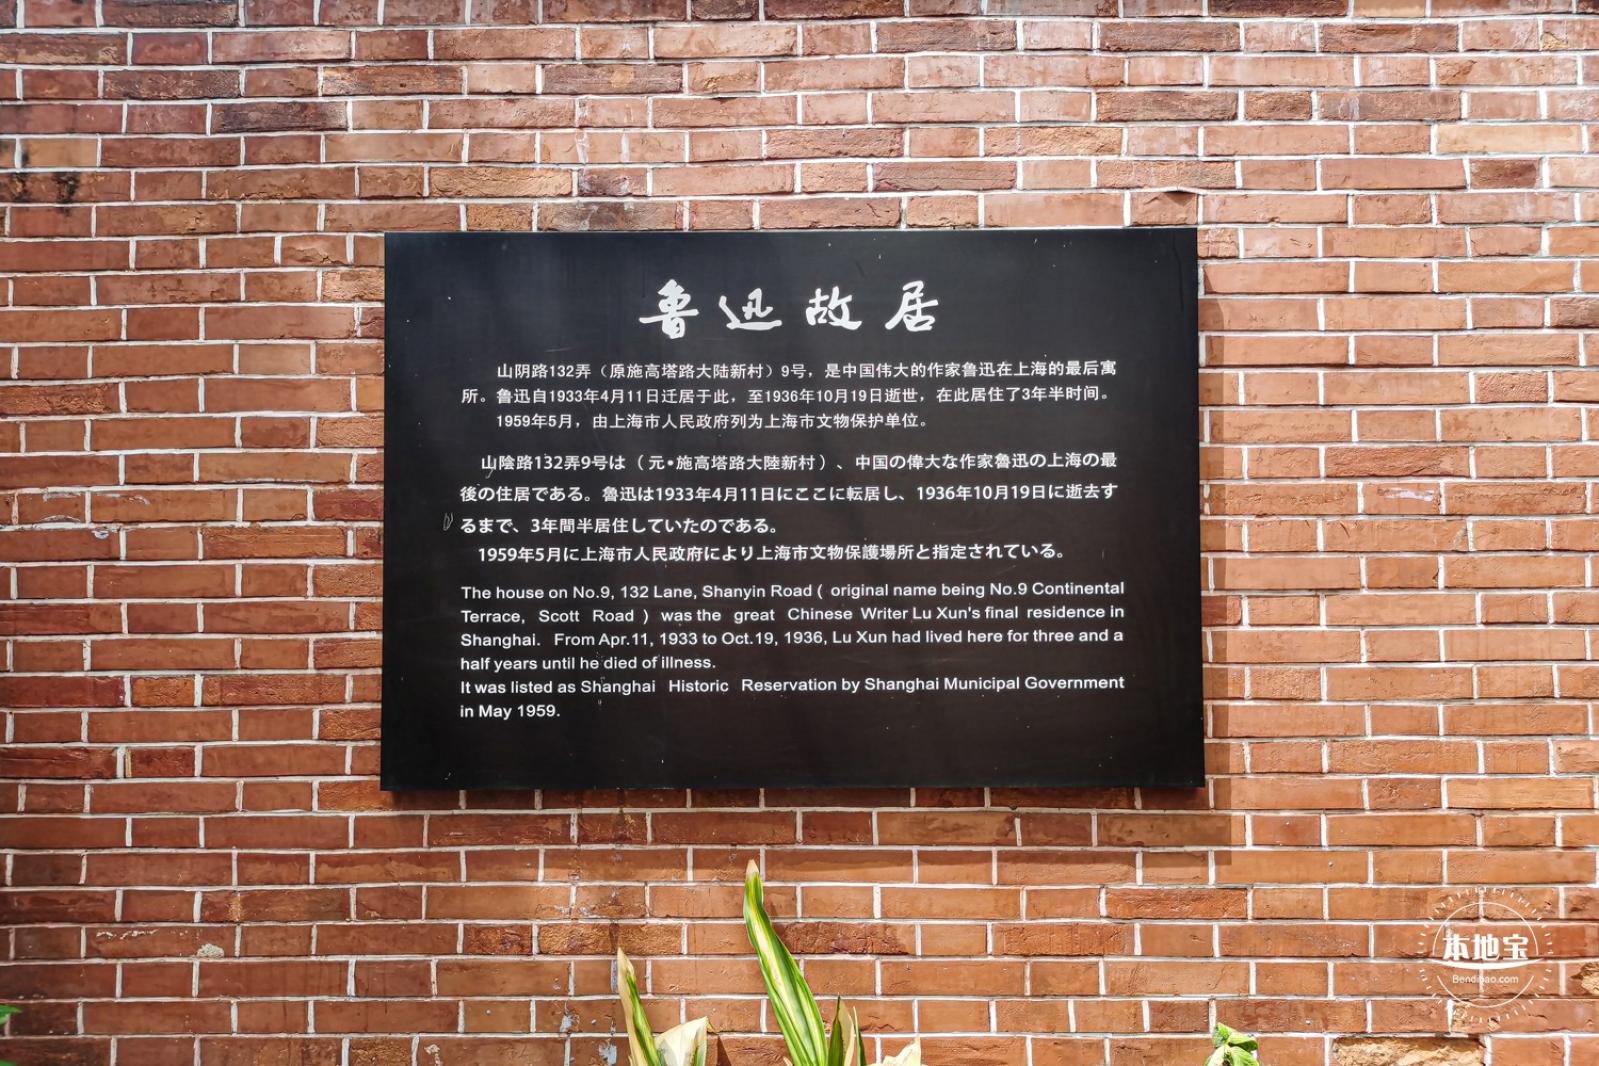 鲁迅故居
山阴路132弄（原施高塔路大陆新村）9号，是中国伟大的作家鲁迅在上海的最后寓
所。鲁迅自1933年4月11日迁居于此，至1936年10月19日逝世，在此居住了3年半时间。
1959年5月，由上海市人民政府列为上海市文物保护单位。
山陰路132弄9号は（元•施高塔路大陸新村）、中国の偉大な作家魯迅の上海の最
後の住居である。魯迅は1933年4月11日にここに転居し、1936年10月19日に逝去す
るまで、3年間半居住していたのである。
1959年5月に上海市人民政府により上海市文物保護場所と指定されている。
The house on No.9, 132 Lane, Shanyin Road ( original name being No.9 Continental
Terrace, Scott Road ) was the great Chinese Writer Lu Xun's final residence in
Shanghai. From Apr.11, 1933 to Oct.19, 1936, Lu Xun had lived here for three and a
half years until he died of illness.
It was listed as Shanghai Historic Reservation by Shanghai Municipal Government
in May 1959.
本地宝
Bendibao.com